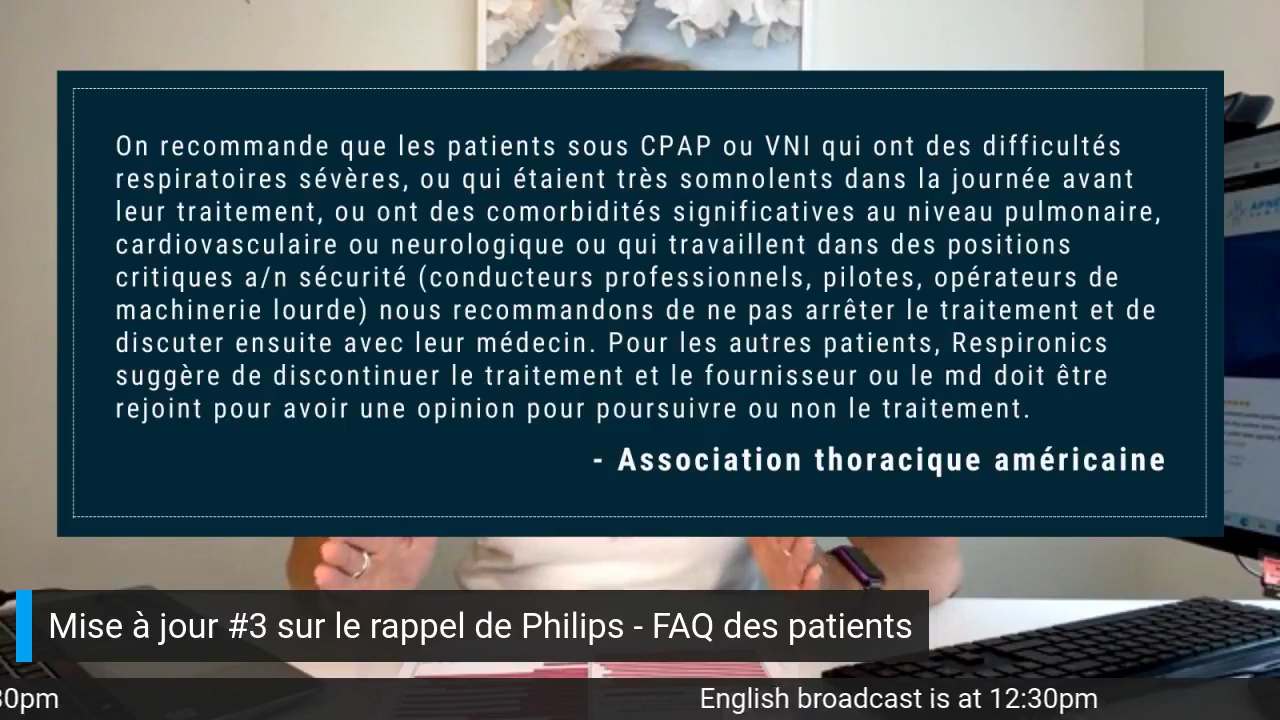 On recommande que les patients sous CPAP ou VNI qui ont des difficultés
respiratoires sévères, ou qui étaient très somnolents dans la journée avant
leur traitement, ou ont des comorbidités significatives au niveau pulmonaire,
cardiovasculaire ou neurologique ou qui travaillent dans des positions
critiques a/n sécurité (conducteurs professionnels, pilotes, opérateurs de
machinerie lourde) nous recommandons de ne pas arrêter le traitement et de
discuter ensuite avec leur médecin. Pour les autres patients, Respironics
suggère de discontinuer le traitement et le fournisseur ou le md doit être
rejoint pour avoir une opinion pour poursuivre ou non le traitement.
- Association thoracique américaine
Mise à jour #3 sur le rappel de Philips - FAQ des patients
30pm
English broadcast is at 12:30pm